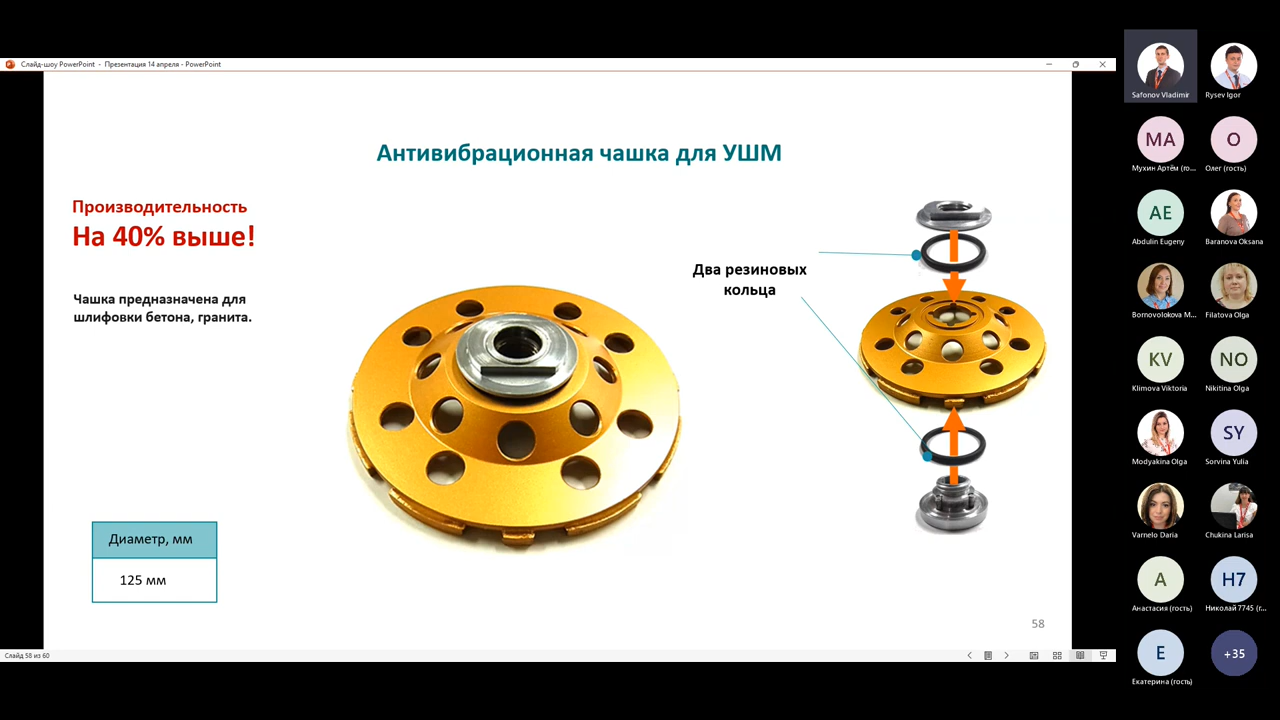 Слайд-шоу PowerPoint - Презентация 14 апреля - PowerPoint
Антивибрационная чашка для УШМ
Производительность
На 40% выше!
Чашка предназначена для
шлифовки бетона, гранита.
Два резиновых
кольца
Диаметр, мм
125 мм
58
Слайд 58 из 60
Safonov Vladimir
Rysev Igor
MA
Мухин Артём (го...
О
Олег (гость)
AE
Abdulin Eugeny
Baranova Oksana
Bornovolokova M...
Filatova Olga
KV
Klimova Viktoria
NO
Nikitina Olga
Modyakina Olga
SY
Sorvina Yulia
Varnelo Daria
Chukina Larisa
А
Анастасия (гость)
Н7
Николай 7745 (г...
Е
Екатерина (гость)
+35